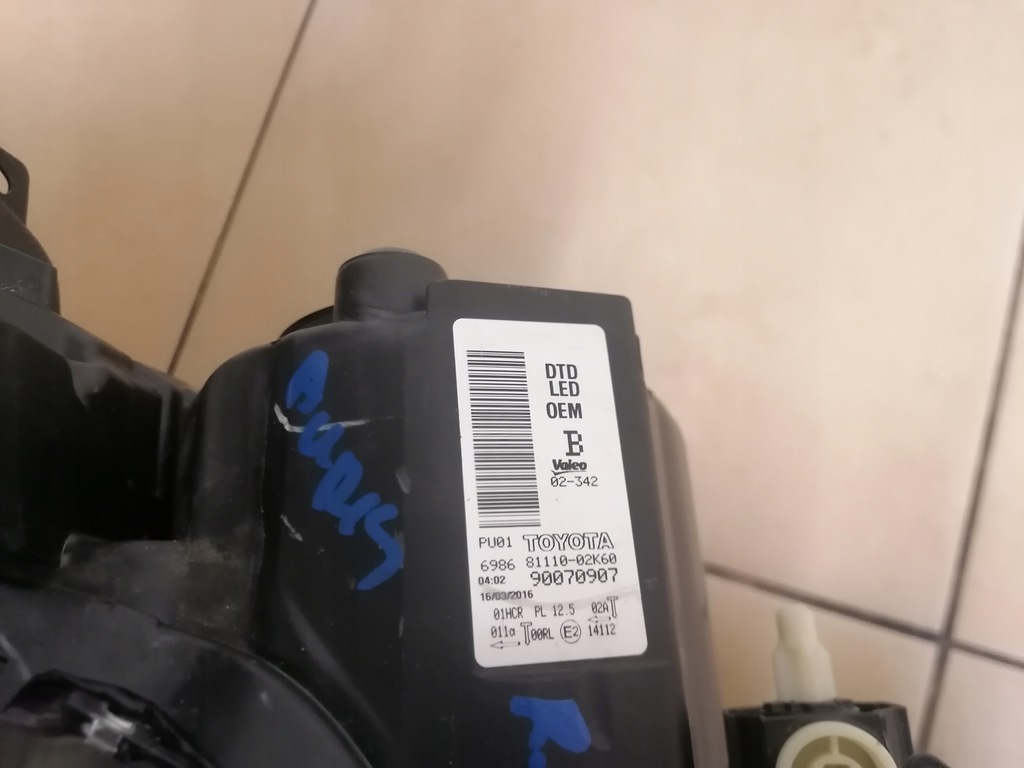 AURIS
DTD
LED
OEM
B
Valeo
02-342
PU01 TOYOTA
6986 81110-02K60
04:02 90070907
16/03/2016
01HCR PL 12.5 02A T
011a T 00RL E2 14112
R.